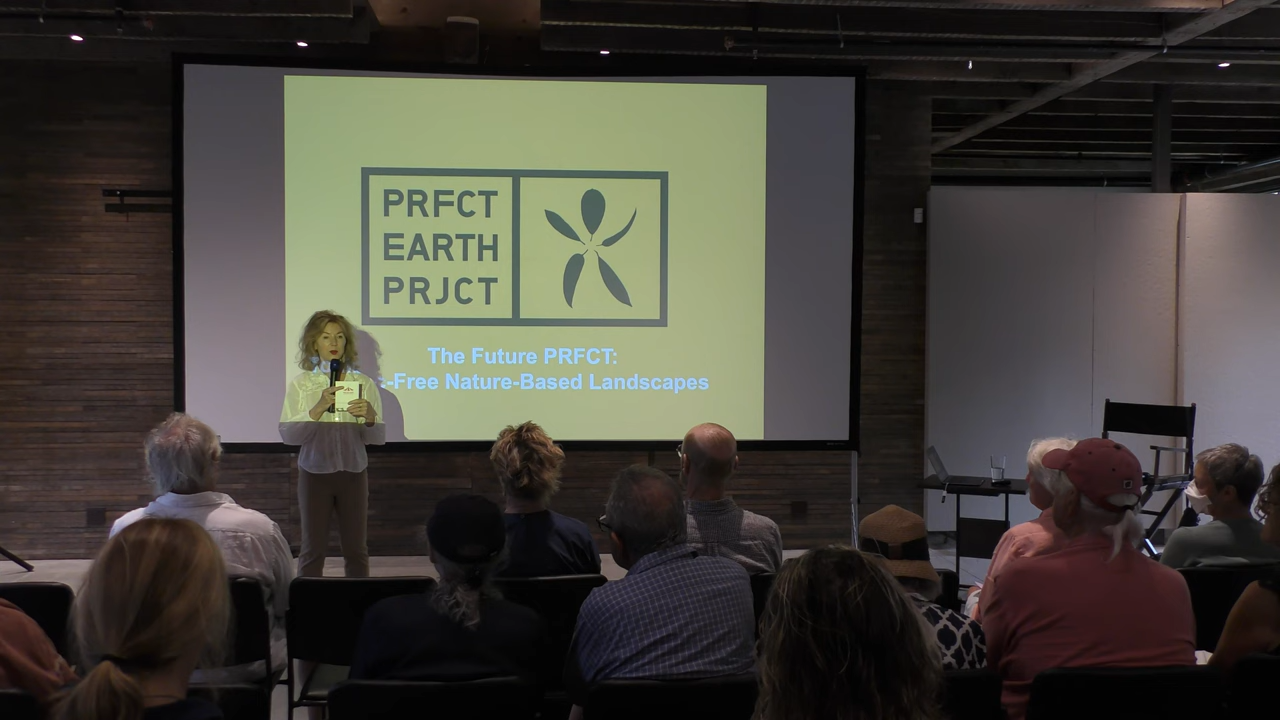 PRFCT
EARTH
PRJCT
The Future PRFCT:
-Free Nature-Based Landscapes